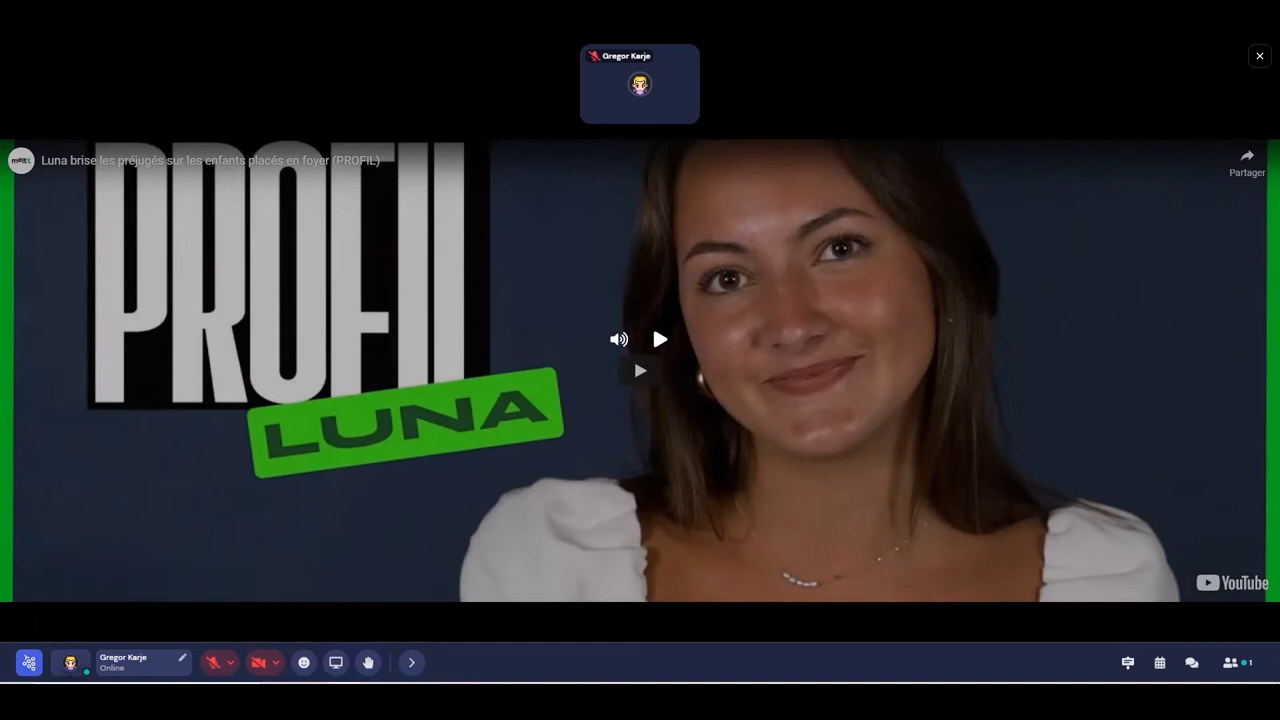 Gregor Karje
melty
Luna brise les préjugés sur les enfants placés en foyer (PROFIL)
Partager
PROFIL
LUNA
YouTube
Gregor Karje
Online
1